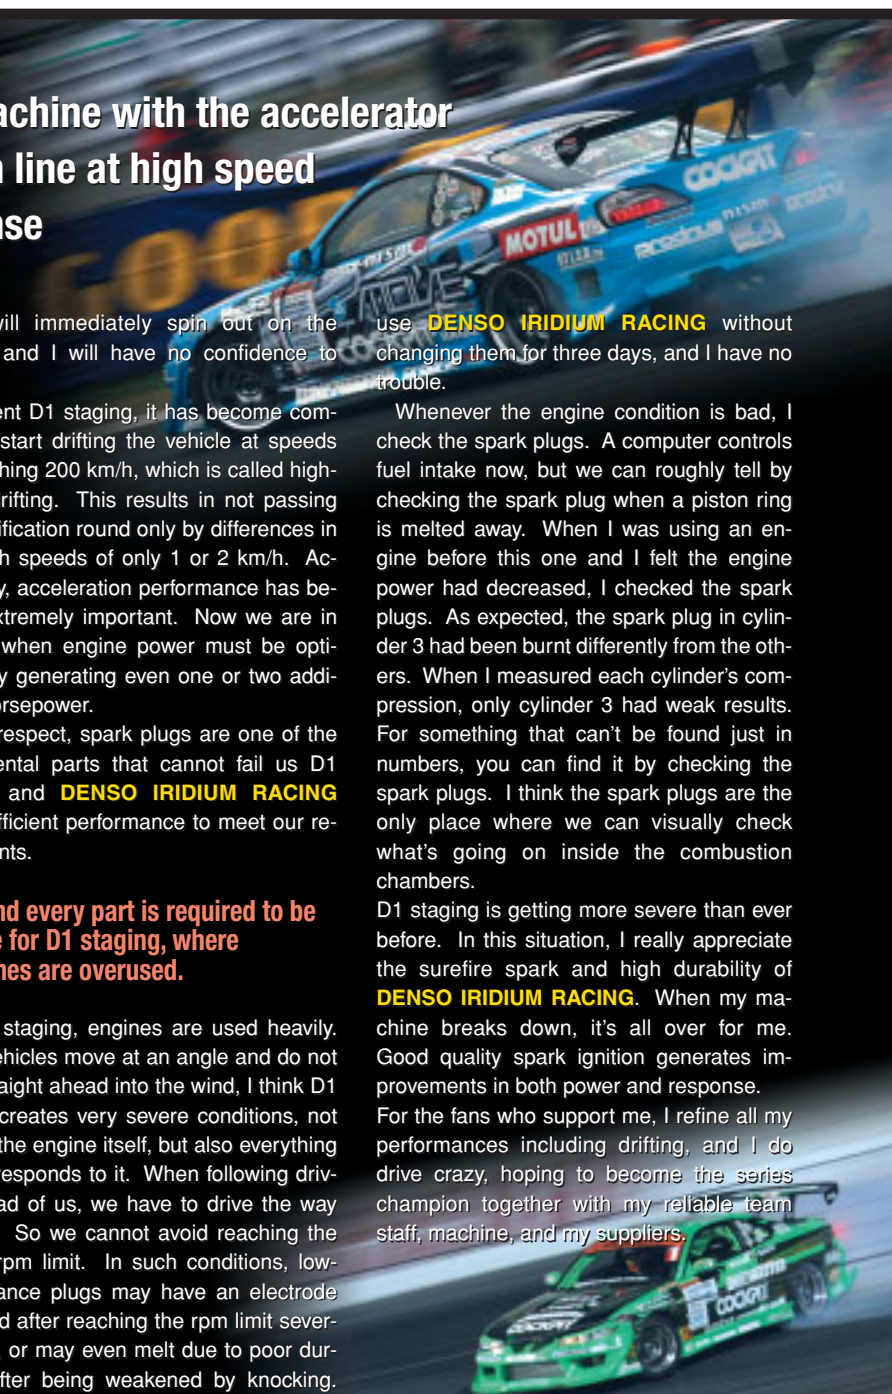 achine with the accelerator
line at high speed
nse
GOOD
COCKPIT
MOTUL
will immediately spin out on the
and I will have no confidence to
ent D1 staging, it has become com-
start drifting the vehicle at speeds
ching 200 km/h, which is called high-
drifting. This results in not passing
ification round only by differences in
h speeds of only 1 or 2 km/h. Ac-
y, acceleration performance has be-
extremely important. Now we are in
when engine power must be opti-
y generating even one or two addi-
orsepower.
respect, spark plugs are one of the
ental parts that cannot fail us D1
and DENSO IRIDIUM RACING
fficient performance to meet our re-
nts.
nd every part is required to be
e for D1 staging, where
nes are overused.
staging, engines are used heavily.
ehicles move at an angle and do not
aight ahead into the wind, I think D1
creates very severe conditions, not
the engine itself, but also everything
responds to it. When following driv-
ad of us, we have to drive the way
So we cannot avoid reaching the
rpm limit. In such conditions, low-
ance plugs may have an electrode
d after reaching the rpm limit sever-
or may even melt due to poor dur-
fter being weakened by knocking.
use DENSO IRIDIUM RACING without
changing them for three days, and I have no
trouble.
Whenever the engine condition is bad, I
check the spark plugs. A computer controls
fuel intake now, but we can roughly tell by
checking the spark plug when a piston ring
is melted away. When I was using an en-
gine before this one and I felt the engine
power had decreased, I checked the spark
plugs. As expected, the spark plug in cylin-
der 3 had been burnt differently from the oth-
ers. When I measured each cylinder's com-
pression, only cylinder 3 had weak results.
For something that can't be found just in
numbers, you can find it by checking the
spark plugs. I think the spark plugs are the
only place where we can visually check
what's going on inside the combustion
chambers.
D1 staging is getting more severe than ever
before. In this situation, I really appreciate
the surefire spark and high durability of
DENSO IRIDIUM RACING. When my ma-
chine breaks down, it's all over for me.
Good quality spark ignition generates im-
provements in both power and response.
For the fans who support me, I refine all my
performances including drifting, and I do
drive crazy, hoping to become the series
champion together with my reliable team
staff, machine, and my suppliers.
COCKPIT